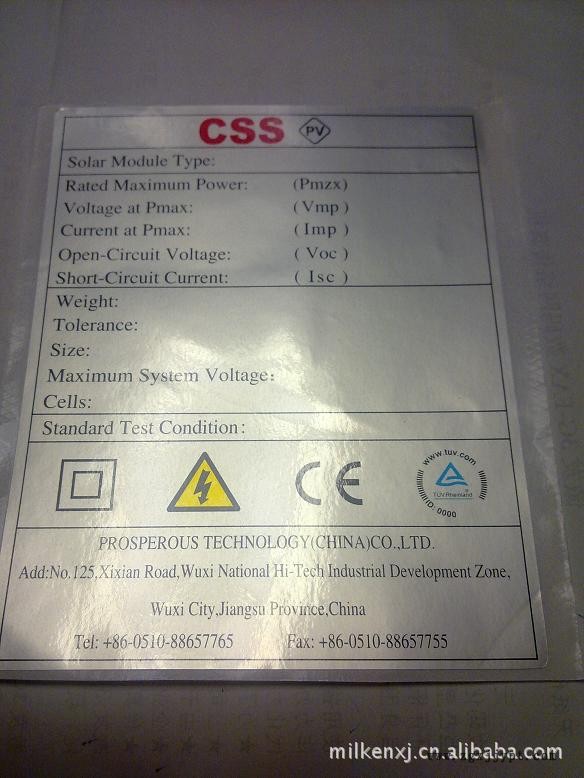 CSS PV
Solar Module Type:
Rated Maximum Power: (Pmzx)
Voltage at Pmax: (Vmp)
Current at Pmax: (Imp)
Open-Circuit Voltage: (Voc)
Short-Circuit Current: (Isc)
Weight:
Tolerance:
Size:
Maximum System Voltage:
Cells:
Standard Test Condition:
CE
www.tuv.com
TÜVRheinland
ID: 0000
PROSPEROUS TECHNOLOGY(CHINA)CO.,LTD.
Add:No.125,Xixian Road,Wuxi National Hi-Tech Industrial Development Zone,
Wuxi City,Jiangsu Province,China
Tel: +86-0510-88657765 Fax: +86-0510-88657755
milkenxj.cn.alibaba.com